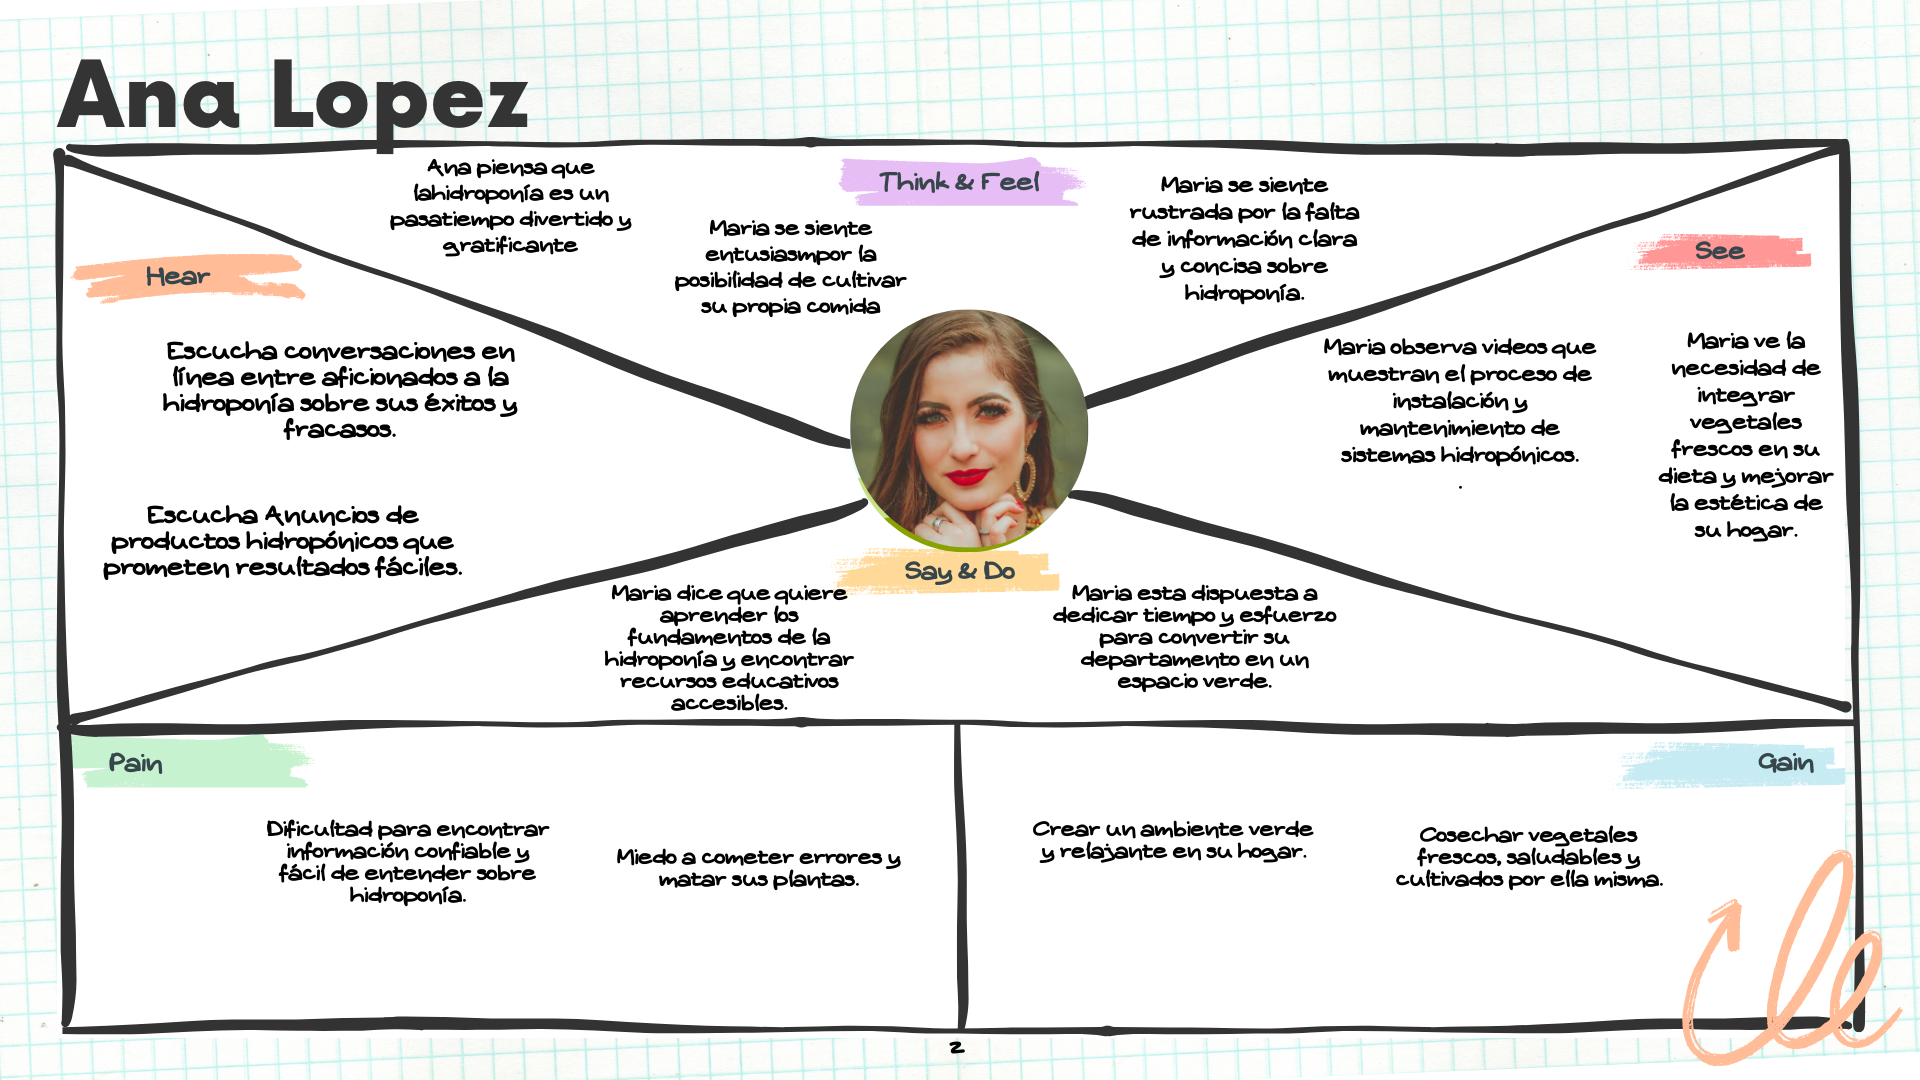 Ana Lopez
Think & Feel
Ana piensa que
lahidroponía es un
pasatiempo divertido y
gratificante
Maria se siente
entusiasmpor la
posibilidad de cultivar
su propia comida
Maria se siente
rustrada por la falta
de información clara
y concisa sobre
hidroponía.
Hear
Escucha conversaciones en
línea entre aficionados a la
hidroponía sobre sus éxitos y
fracasos.
Escucha Anuncios de
productos hidropónicos que
prometen resultados fáciles.
See
Maria observa videos que
muestran el proceso de
instalación y
mantenimiento de
sistemas hidropónicos.
.
Maria ve la
necesidad de
integrar
vegetales
frescos en su
dieta y mejorar
la estética de
su hogar.
Say & Do
Maria dice que quiere
aprender los
fundamentos de la
hidroponía y encontrar
recursos educativos
accesibles.
Maria esta dispuesta a
dedicar tiempo y esfuerzo
para convertir su
departamento en un
espacio verde.
Pain
Dificultad para encontrar
información confiable y
fácil de entender sobre
hidroponía.
Miedo a cometer errores y
matar sus plantas.
Gain
Crear un ambiente verde
y relajante en su hogar.
Cosechar vegetales
frescos, saludables y
cultivados por ella misma.
2